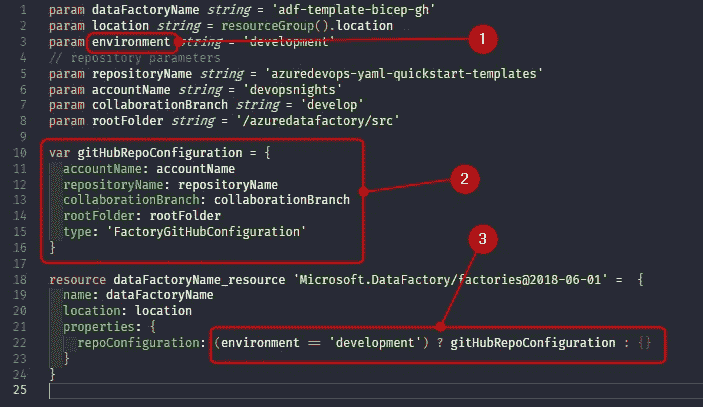 1 param dataFactoryName string = 'adf-template-bicep-gh'
2 param location string = resourceGroup().location
3 param environment string = 'development'
1
4 // repository parameters
5 param repositoryName string = 'azuredevops-yaml-quickstart-templates'
6 param accountName string = 'devopsnights'
7 param collaborationBranch string = 'develop'
8 param rootFolder string = '/azuredatafactory/src'
9
10 var gitHubRepoConfiguration = {
11 accountName: accountName
12 repositoryName: repositoryName
2
13 collaborationBranch: collaborationBranch
14 rootFolder: rootFolder
15 type: 'FactoryGitHubConfiguration'
16 }
3
17
18 resource dataFactoryName_resource 'Microsoft.DataFactory/factories@2018-06-01' = {
19 name: dataFactoryName
20 location: location
21 properties: {
22 repoConfiguration: (environment == 'development') ? gitHubRepoConfiguration : {}
23 }
24 }
25